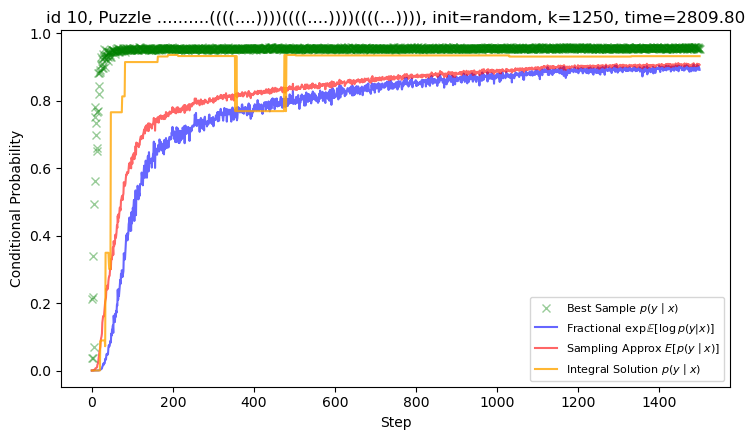 id 10, Puzzle ..........((((....))))((((....))))((((...)))), init=random, k=1250, time=2809.80
Conditional Probability
1.0
0.8
0.6
0.4
0.2
0.0
0 200 400 600 800 1000 1200 1400
Step
Best Sample p(y | x)
Fractional exp𝔼[log p(y|x)]
Sampling Approx E[p(y | x)]
Integral Solution p(y | x)